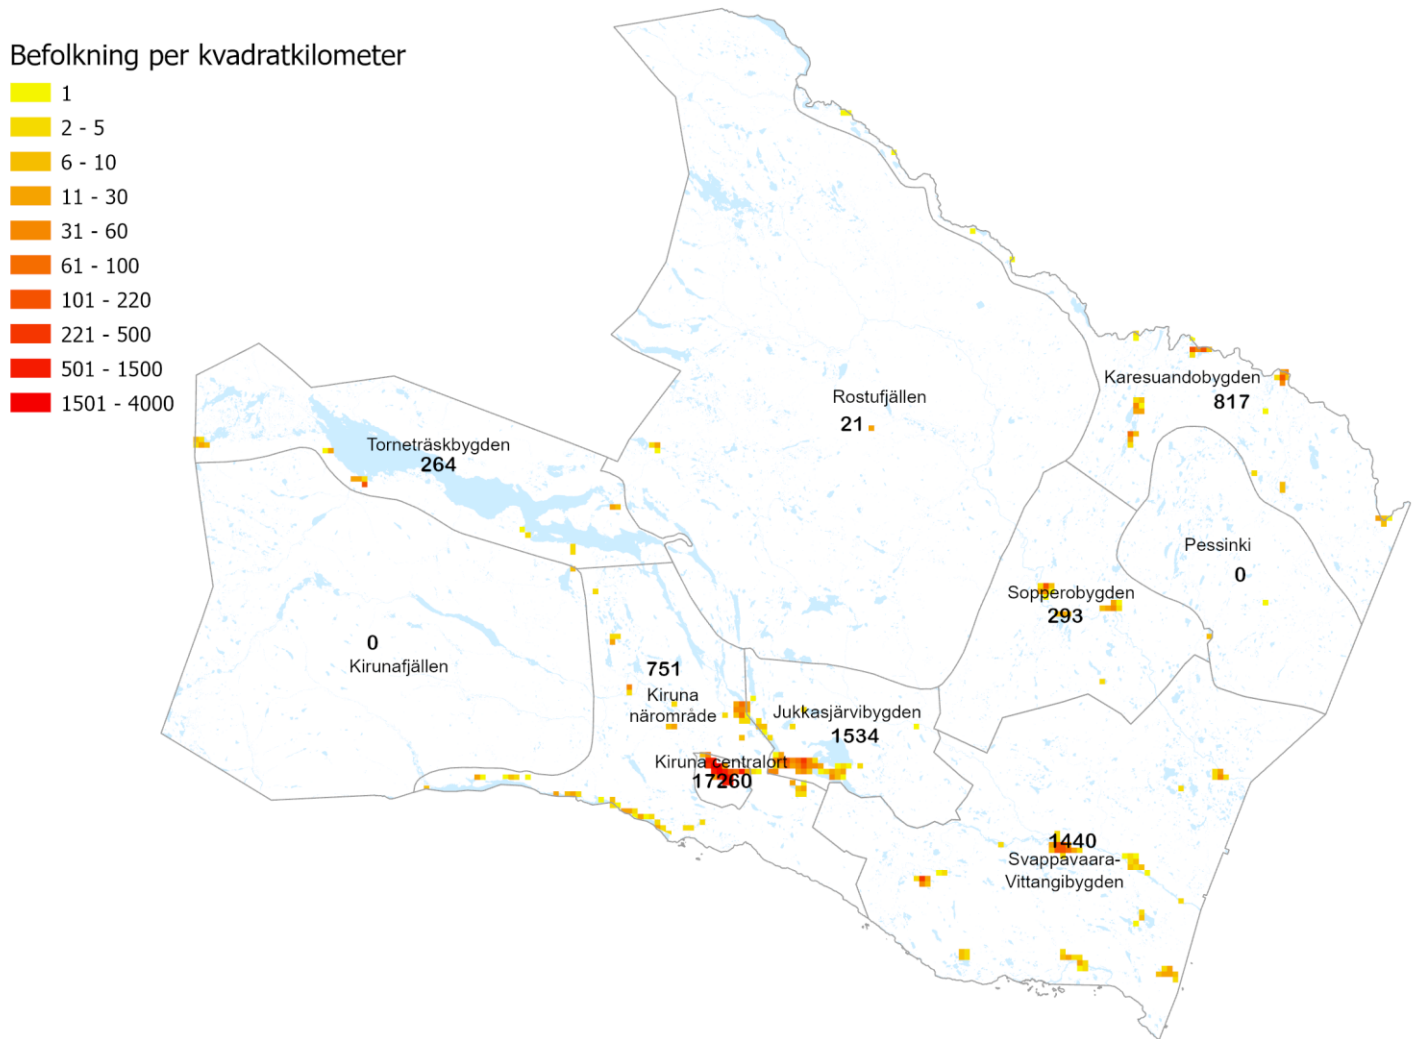 Befolkning per kvadratkilometer
1
2 - 5
6 - 10
11 - 30
31 - 60
61 - 100
101 - 220
221 - 500
501 - 1500
1501 - 4000
Rostufjällen
21
Karesuandobygden
817
Torneträskbygden
264
Pessinki
0
Sopperobygden
293
0
Kirunafjällen
751
Kiruna
närområde
Jukkasjärvibygden
1534
Kiruna centralort
17260
1440
Svappavaara-
Vittangibygden